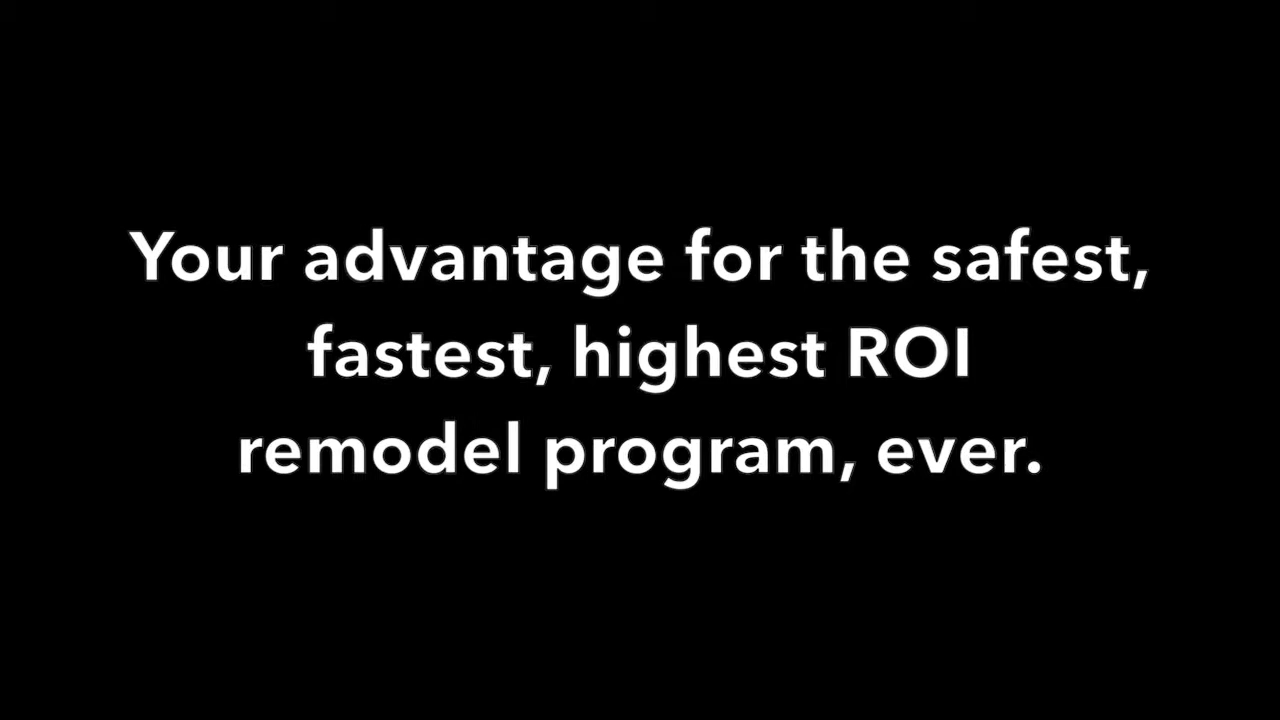 Your advantage for the safest,
fastest, highest ROI
remodel program, ever.